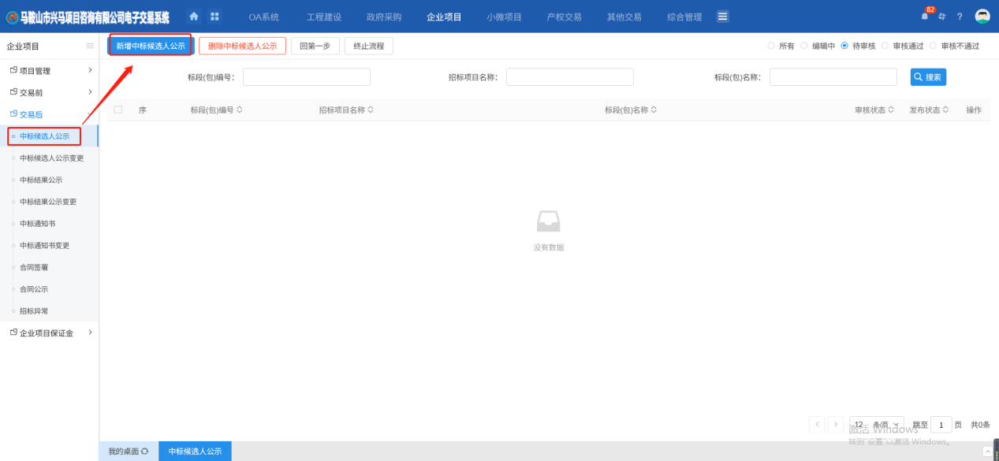 马鞍山市兴马项目咨询有限公司电子交易系统 OA系统 工程建设 政府采购 企业项目 小微项目 产权交易 其他交易 综合管理 82 ?
企业项目
新增中标候选人公示 删除中标候选人公示 回第一步 终止流程 所有 编辑中 待审核 审核通过 审核不通过
项目管理
交易前
交易后
中标候选人公示
中标候选人公示变更
中标结果公示
中标结果公示变更
中标通知书
中标通知书变更
合同签署
合同公示
招标异常
企业项目保证金
标段(包)编号: 招标项目名称: 标段(包)名称: 搜索
序 标段(包)编号 招标项目名称 标段(包)名称 审核状态 发布状态 操作
没有数据
12 条/页 跳至 1 页 共0条
激活 Windows
转到"设置"以激活 Windows。
我的桌面 中标候选人公示